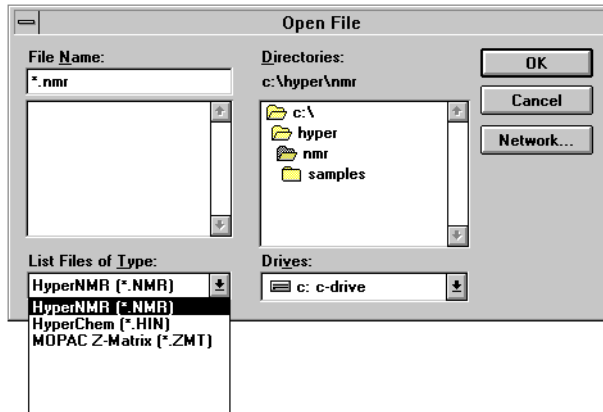 Open File
File Name:
*.nmr
Directories:
c:\hyper\nmr
c:\
hyper
nmr
samples
OK
Cancel
Network...
List Files of Type:
HyperNMR (*.NMR)
HyperNMR (*.NMR)
HyperChem (*.HIN)
MOPAC Z-Matrix (*.ZMT)
Drives:
c: c-drive